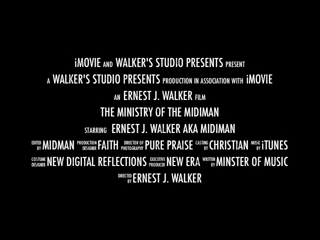 iMOVIE AND WALKER'S STUDIO PRESENTS PRESENT
A WALKER'S STUDIO PRESENTS PRODUCTION IN ASSOCIATION WITH iMOVIE
AN ERNEST J. WALKER FILM
THE MINISTRY OF THE MIDIMAN
STARRING ERNEST J. WALKER AKA MIDIMAN
EDITED BY MIDMAN PRODUCTION DESIGNER FAITH DIRECTOR OF PHOTOGRAPHY PURE PRAISE CASTING BY CHRISTIAN MUSIC BY iTUNES
COSTUME DESIGNER NEW DIGITAL REFLECTIONS EXECUTIVE PRODUCER NEW ERA WRITTEN BY MINSTER OF MUSIC
DIRECTED BY ERNEST J. WALKER